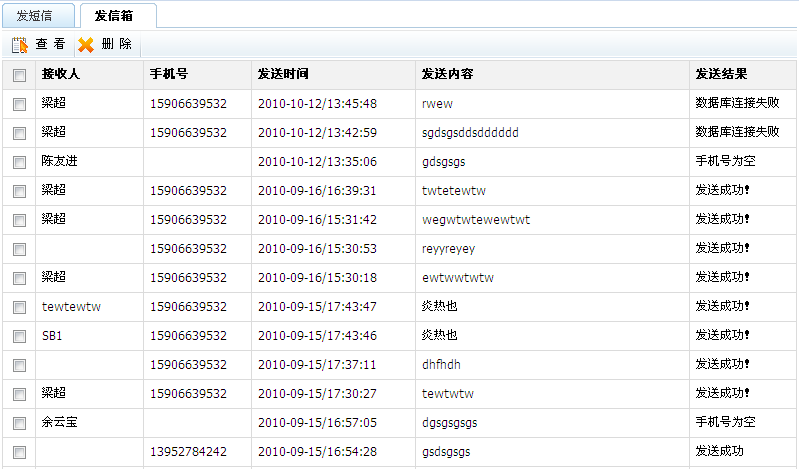 发短信 发信箱
查 看 删 除
接收人 手机号 发送时间 发送内容 发送结果
梁超 15906639532 2010-10-12/13:45:48 rwew 数据库连接失败
梁超 15906639532 2010-10-12/13:42:59 sgdsgsddsdddddd 数据库连接失败
陈友进 2010-10-12/13:35:06 gdsgsgs 手机号为空
梁超 15906639532 2010-09-16/16:39:31 twtetewtw 发送成功!
梁超 15906639532 2010-09-16/15:31:42 wegwtwtewewtwt 发送成功!
15906639532 2010-09-16/15:30:53 reyyreyey 发送成功!
梁超 15906639532 2010-09-16/15:30:18 ewtwwtwtw 发送成功!
tewtewtw 15906639532 2010-09-15/17:43:47 炎热也 发送成功!
SB1 15906639532 2010-09-15/17:43:46 炎热也 发送成功!
15906639532 2010-09-15/17:37:11 dhfhdh 发送成功!
梁超 15906639532 2010-09-15/17:30:27 tewtwtw 发送成功!
余云宝 2010-09-15/16:57:05 dgsgsgsgs 手机号为空
13952784242 2010-09-15/16:54:28 gsdsgsgs 发送成功